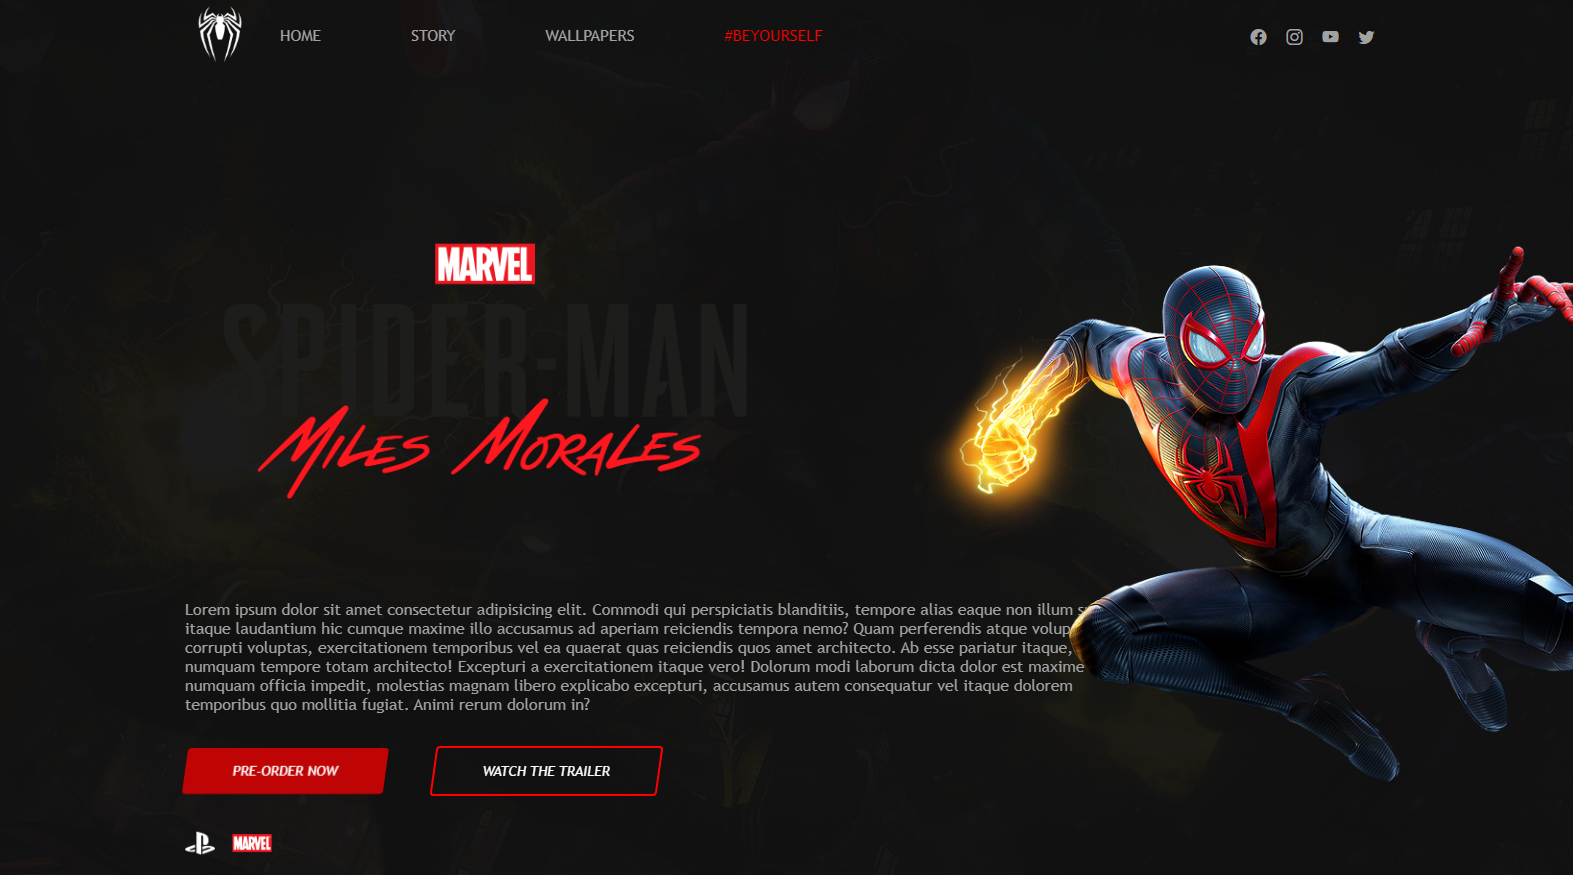 HOME
STORY
WALLPAPERS
#BEYOURSELF
MARVEL
SPIDER-MAN
MILES MORALES
Lorem ipsum dolor sit amet consectetur adipisicing elit. Commodi qui perspiciatis blanditiis, tempore alias eaque non illum
itaque laudantium hic cumque maxime illo accusamus ad aperiam reiciendis tempora nemo? Quam perferendis atque volup
corrupti voluptas, exercitationem temporibus vel ea quaerat quas reiciendis quos amet architecto. Ab esse pariatur itaque,
numquam tempore totam architecto! Excepturi a exercitationem itaque vero! Dolorum modi laborum dicta dolor est maxime
numquam officia impedit, molestias magnam libero explicabo excepturi, accusamus autem consequatur vel itaque dolorem
temporibus quo mollitia fugiat. Animi rerum dolorum in?
PRE-ORDER NOW
WATCH THE TRAILER
MARVEL